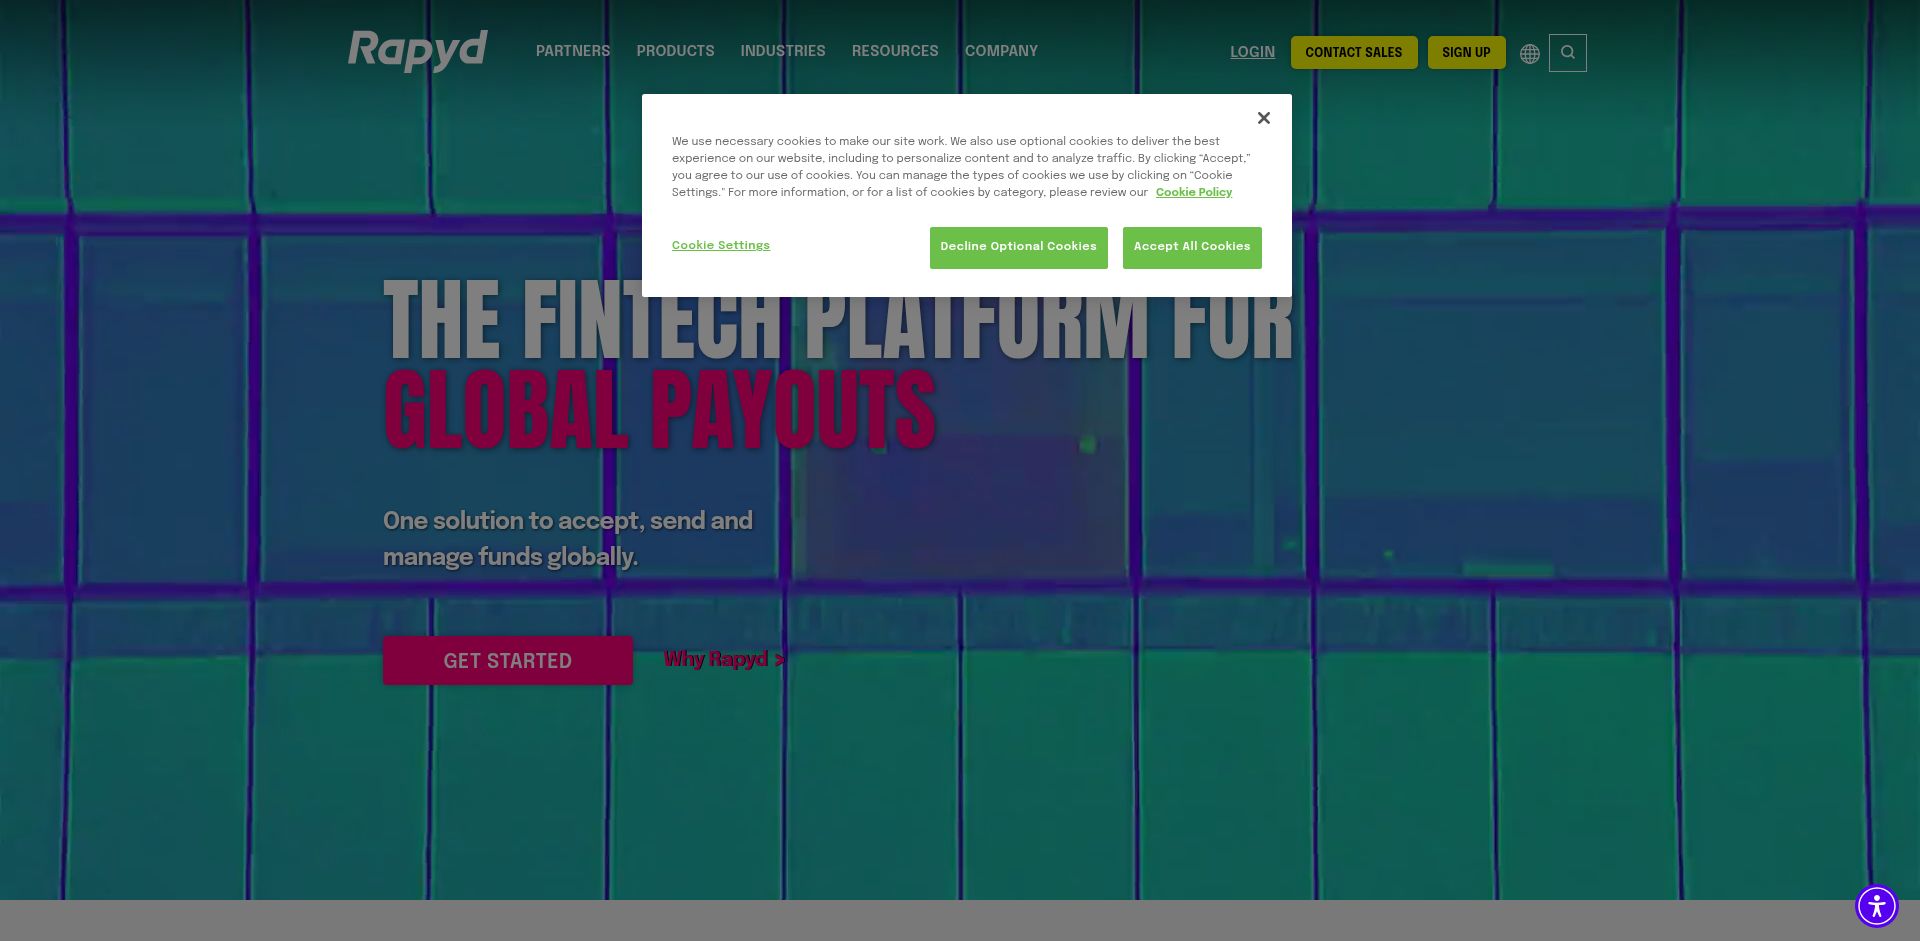 Rapyd
PARTNERS PRODUCTS INDUSTRIES RESOURCES COMPANY
LOGIN CONTACT SALES SIGN UP
We use necessary cookies to make our site work. We also use optional cookies to deliver the best
experience on our website, including to personalize content and to analyze traffic. By clicking “Accept,”
you agree to our use of cookies. You can manage the types of cookies we use by clicking on “Cookie
Settings." For more information, or for a list of cookies by category, please review our Cookie Policy
Cookie Settings Decline Optional Cookies Accept All Cookies
THE FINTECH PLATFORM FOR
GLOBAL PAYOUTS
One solution to accept, send and
manage funds globally.
GET STARTED Why Rapyd >